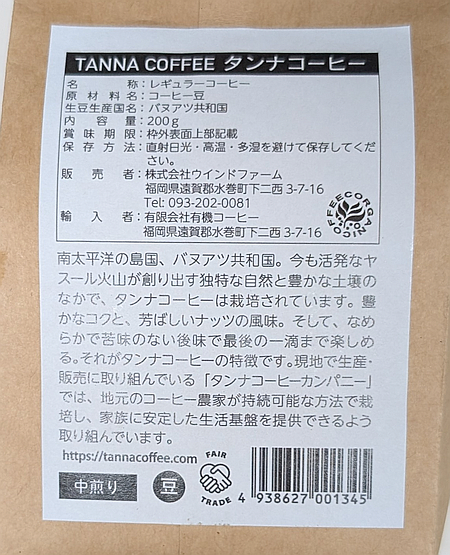 TANNA COFFEE タンナコーヒー
名称：レギュラーコーヒー
原材料名：コーヒー豆
生豆生産国名：バヌアツ共和国
内容量：200g
賞味期限：枠外表面上部記載
保存方法：直射日光・高温・多湿を避けて保存してくだ
さい。
販売者：株式会社ウインドファーム
福岡県遠賀郡水巻町下二西 3-7-16
Tel: 093-202-0081
輸入者：有限会社有機コーヒー
福岡県遠賀郡水巻町下二西 3-7-16
ORGANIC COFFEE
南太平洋の島国、バヌアツ共和国。今も活発なヤ
スール火山が創り出す独特な自然と豊かな土壌の
なかで、タンナコーヒーは栽培されています。豊
かなコクと、芳ばしいナッツの風味。そして、なめ
らかで苦味のない後味で最後の一滴まで楽しめ
る。それがタンナコーヒーの特徴です。現地で生産・
販売に取り組んでいる「タンナコーヒーカンパニー」
では、地元のコーヒー農家が持続可能な方法で栽
培し、家族に安定した生活基盤を提供できるよう
取り組んでいます。
https://tannacoffee.com
FAIR
TRADE
中煎り
豆
4 938627 001345